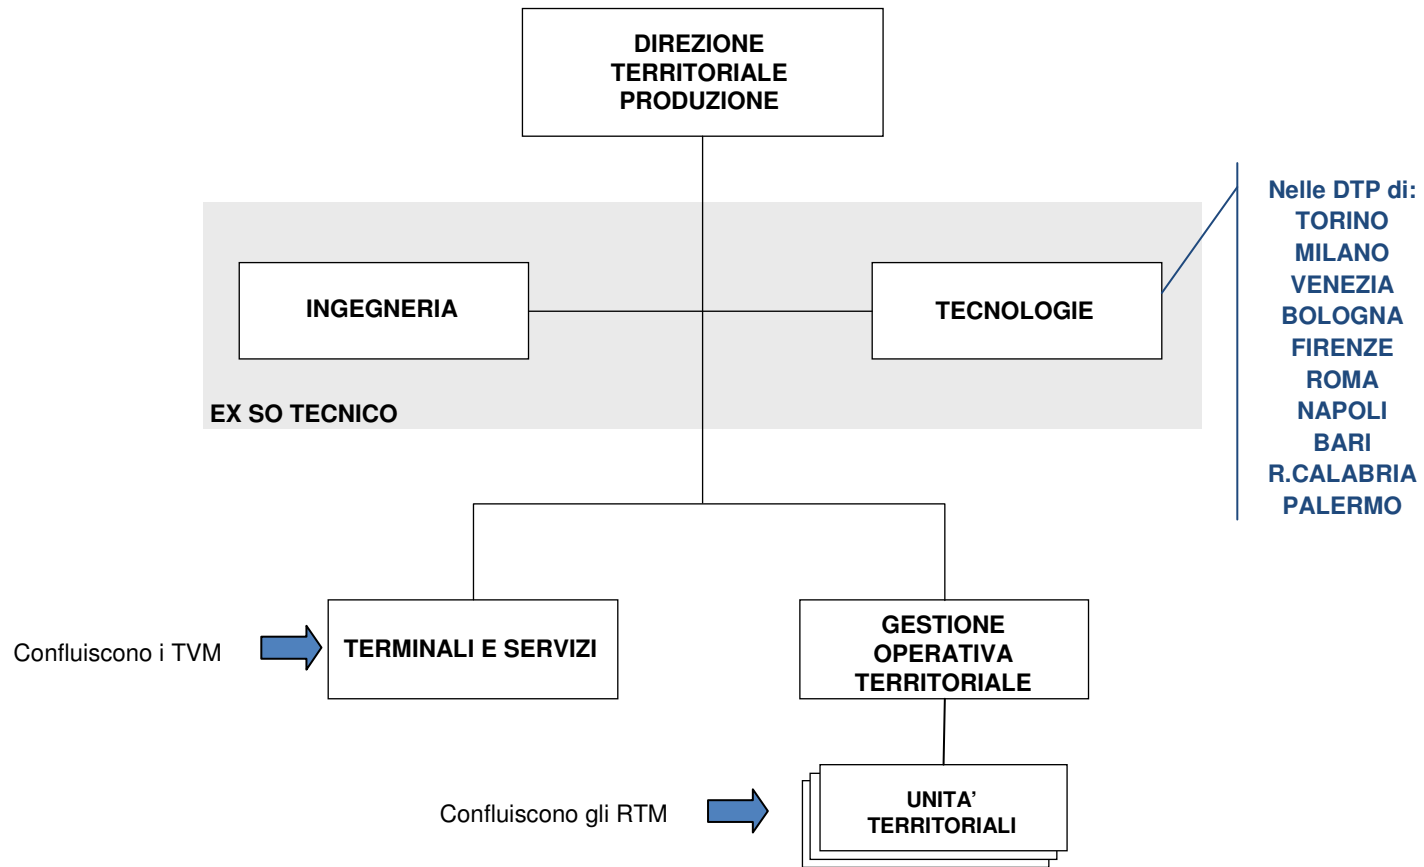 DIREZIONE
TERRITORIALE
PRODUZIONE
Nelle DTP di:
TORINO
MILANO
VENEZIA
BOLOGNA
FIRENZE
ROMA
NAPOLI
BARI
R.CALABRIA
PALERMO
INGEGNERIA
TECNOLOGIE
EX SO TECNICO
Confluiscono i TVM
TERMINALI E SERVIZI
GESTIONE
OPERATIVA
TERRITORIALE
Confluiscono gli RTM
UNITA’
TERRITORIALI